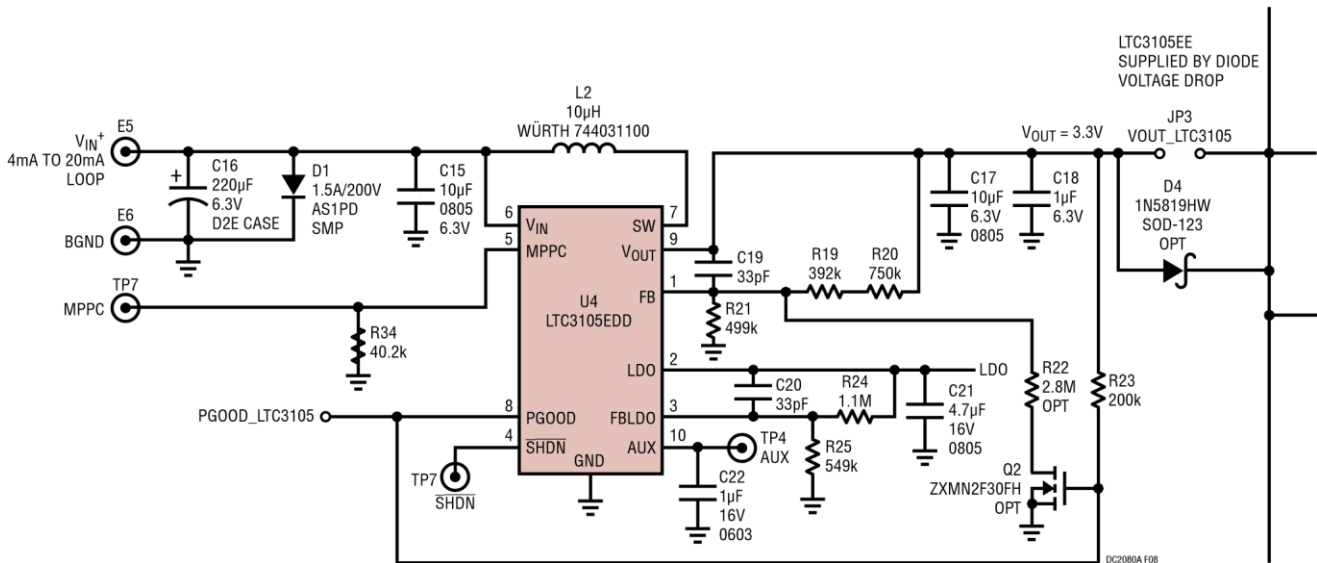 LTC3105EE
SUPPLIED BY DIODE
VOLTAGE DROP
JP3
VOUT_LTC3105
VOUT = 3.3V
L2
10µH
WÜRTH 744031100
E5
VIN+
4mA TO 20mA
LOOP
+
C16
220µF
6.3V
D2E CASE
D1
1.5A/200V
AS1PD
SMP
C15
10µF
0805
6.3V
E6
BGND
TP7
MPPC
R34
40.2k
6
VIN
5
MPPC
SW
7
VOUT
9
FB
1
U4
LTC3105EDD
LDO
2
FBLDO
3
AUX
10
8
PGOOD
4
SHDN
GND
PGOOD_LTC3105
TP7
SHDN
C19
33pF
R19
392k
R20
750k
R21
499k
C17
10µF
6.3V
0805
C18
1µF
6.3V
D4
1N5819HW
SOD-123
OPT
LDO
C20
33pF
R24
1.1M
C21
4.7µF
16V
0805
R25
549k
TP4
AUX
C22
1µF
16V
0603
R22
2.8M
OPT
R23
200k
Q2
ZXMN2F30FH
OPT
DC2080A F08